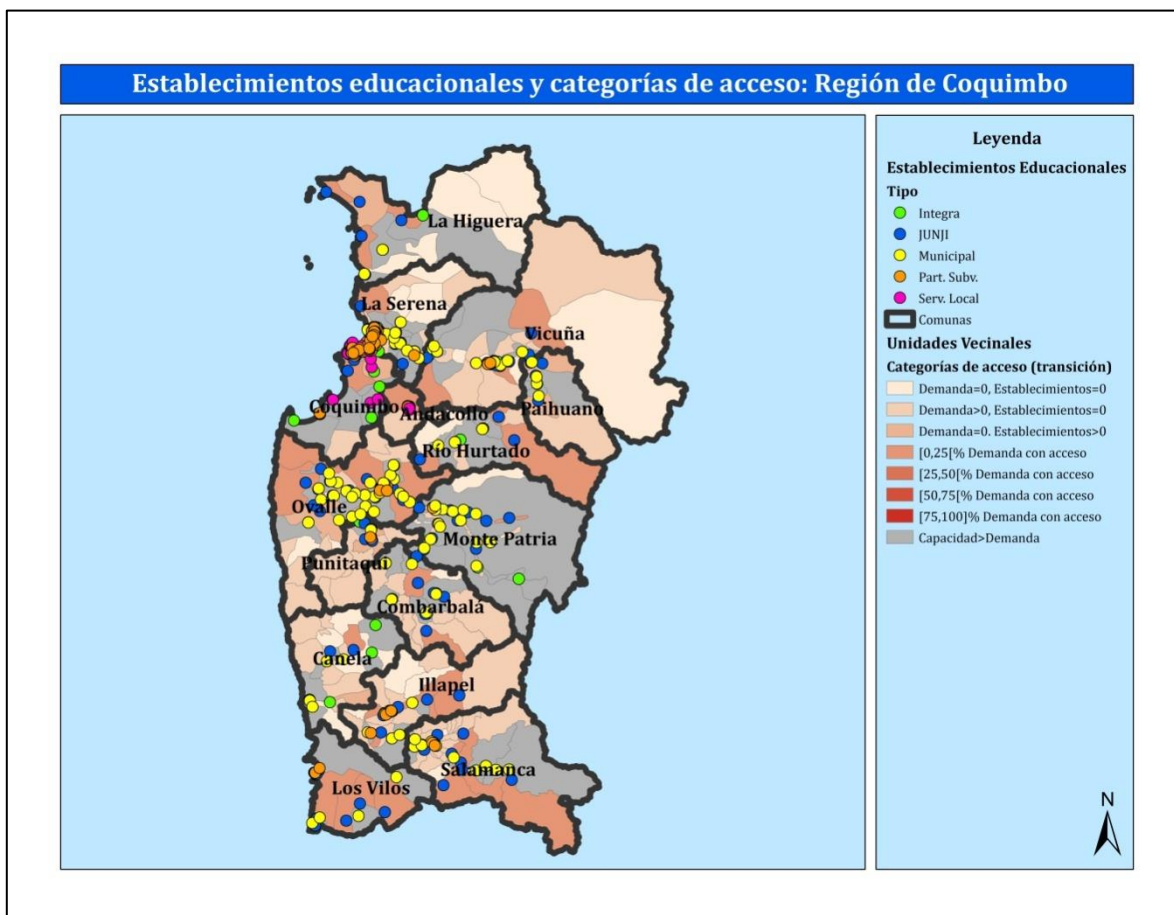 Establecimientos educacionales y categorías de acceso: Región de Coquimbo
La Higuera
La Serena
Vicuña
Coquimbo
Andacollo
Paihuano
Río Hurtado
Ovalle
Monte Patria
Punitaqui
Combarbalá
Canela
Illapel
Salamanca
Los Vilos
Leyenda
Establecimientos Educacionales
Tipo
Integra
JUNJI
Municipal
Part. Subv.
Serv. Local
Comunas
Unidades Vecinales
Categorías de acceso (transición)
Demanda=0, Establecimientos=0
Demanda>0, Establecimientos=0
Demanda=0. Establecimientos>0
[0,25[% Demanda con acceso
[25,50[% Demanda con acceso
[50,75[% Demanda con acceso
[75,100]% Demanda con acceso
Capacidad>Demanda
N